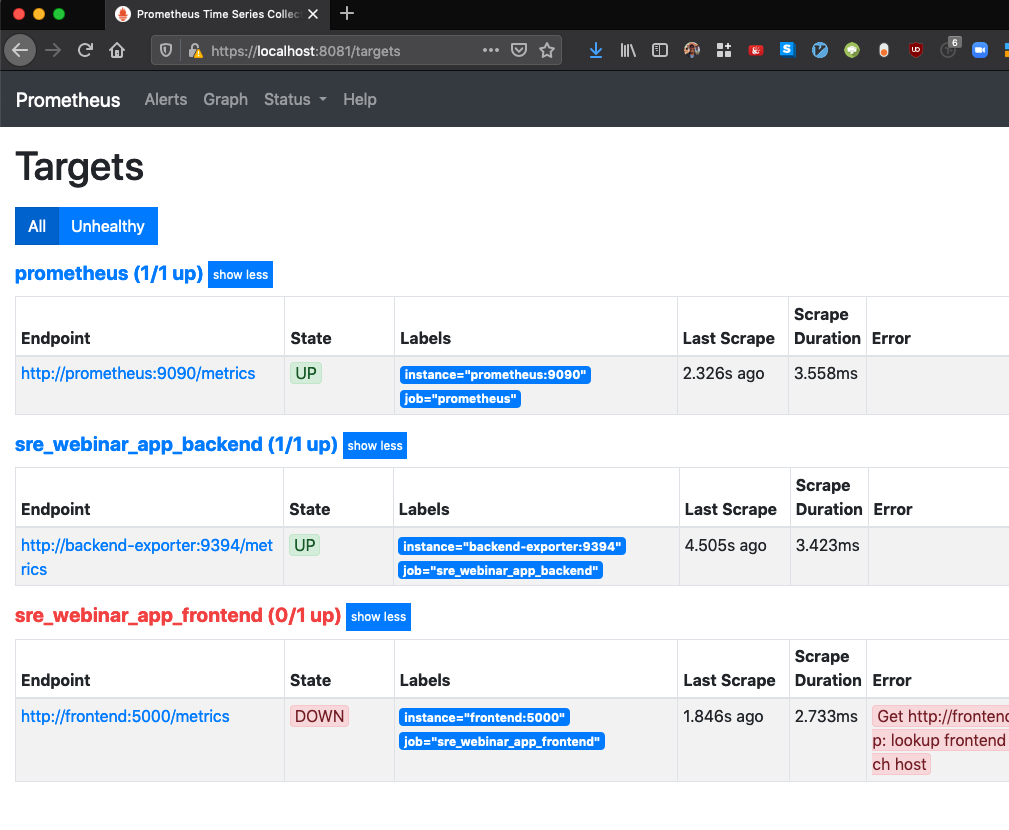 Prometheus Time Series Collec
https://localhost:8081/targets
6
Prometheus Alerts Graph Status Help
Targets
All Unhealthy
prometheus (1/1 up) show less
Endpoint State Labels Last Scrape Scrape Duration Error
http://prometheus:9090/metrics UP instance="prometheus:9090" 2.326s ago 3.558ms
job="prometheus"
sre_webinar_app_backend (1/1 up) show less
Endpoint State Labels Last Scrape Scrape Duration Error
http://backend-exporter:9394/met UP instance="backend-exporter:9394" 4.505s ago 3.423ms
rics job="sre_webinar_app_backend"
sre_webinar_app_frontend (0/1 up) show less
Endpoint State Labels Last Scrape Scrape Duration Error
http://frontend:5000/metrics DOWN instance="frontend:5000" 1.846s ago 2.733ms Get http://frontend
job="sre_webinar_app_frontend" p: lookup frontend
ch host